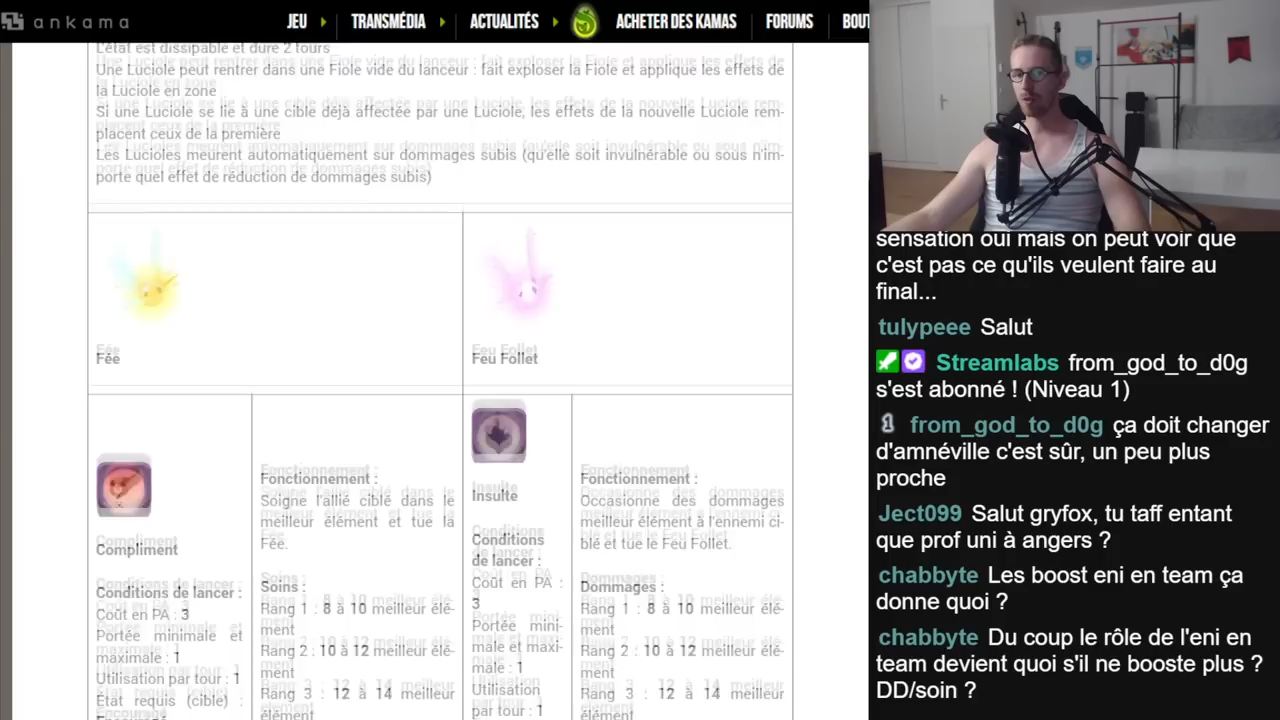 ankama
JEU
TRANSMÉDIA
ACTUALITÉS
ACHETER DES KAMAS
FORUMS
BOUT
L'état est dissipable et dure 2 tours
Une Luciole peut rentrer dans une Fiole vide du lanceur : fait exploser la Fiole et applique les effets de
la Luciole en zone
Si une Luciole se lie à une cible déjà affectée par une Luciole, les effets de la nouvelle Luciole rem-
placent ceux de la première
Les Lucioles meurent automatiquement sur dommages subis (qu'elle soit invulnérable ou sous n'im-
porte quel effet de réduction de dommages subis)
Fée
Feu Follet
Compliment
Conditions de lancer :
Coût en PA : 3
Portée minimale et
maximale : 1
Utilisation par tour : 1
État requis (cible) :
Encouragé
Fonctionnement :
Soigne l'allié ciblé dans le
meilleur élément et tue la
Fée.
Soins :
Rang 1 : 8 à 10 meilleur élé-
ment
Rang 2 : 10 à 12 meilleur élé-
ment
Rang 3 : 12 à 14 meilleur
élément
Insulte
Conditions
de lancer :
Coût en PA :
3
Portée mini-
male et maxi-
male : 1
Utilisation
par tour : 1
Fonctionnement :
Occasionne des dommages
meilleur élément à l'ennemi ci-
blé et tue le Feu Follet.
Dommages :
Rang 1 : 8 à 10 meilleur élé-
ment
Rang 2 : 10 à 12 meilleur élé-
ment
Rang 3 : 12 à 14 meilleur
élément
sensation oui mais on peut voir que
c'est pas ce qu'ils veulent faire au
final...
tulypeee Salut
Streamlabs from_god_to_d0g
s'est abonné ! (Niveau 1)
1 from_god_to_d0g ça doit changer
d'amnéville c'est sûr, un peu plus
proche
Ject099 Salut gryfox, tu taff entant
que prof uni à angers ?
chabbyte Les boost eni en team ça
donne quoi ?
chabbyte Du coup le rôle de l'eni en
team devient quoi s'il ne booste plus ?
DD/soin ?